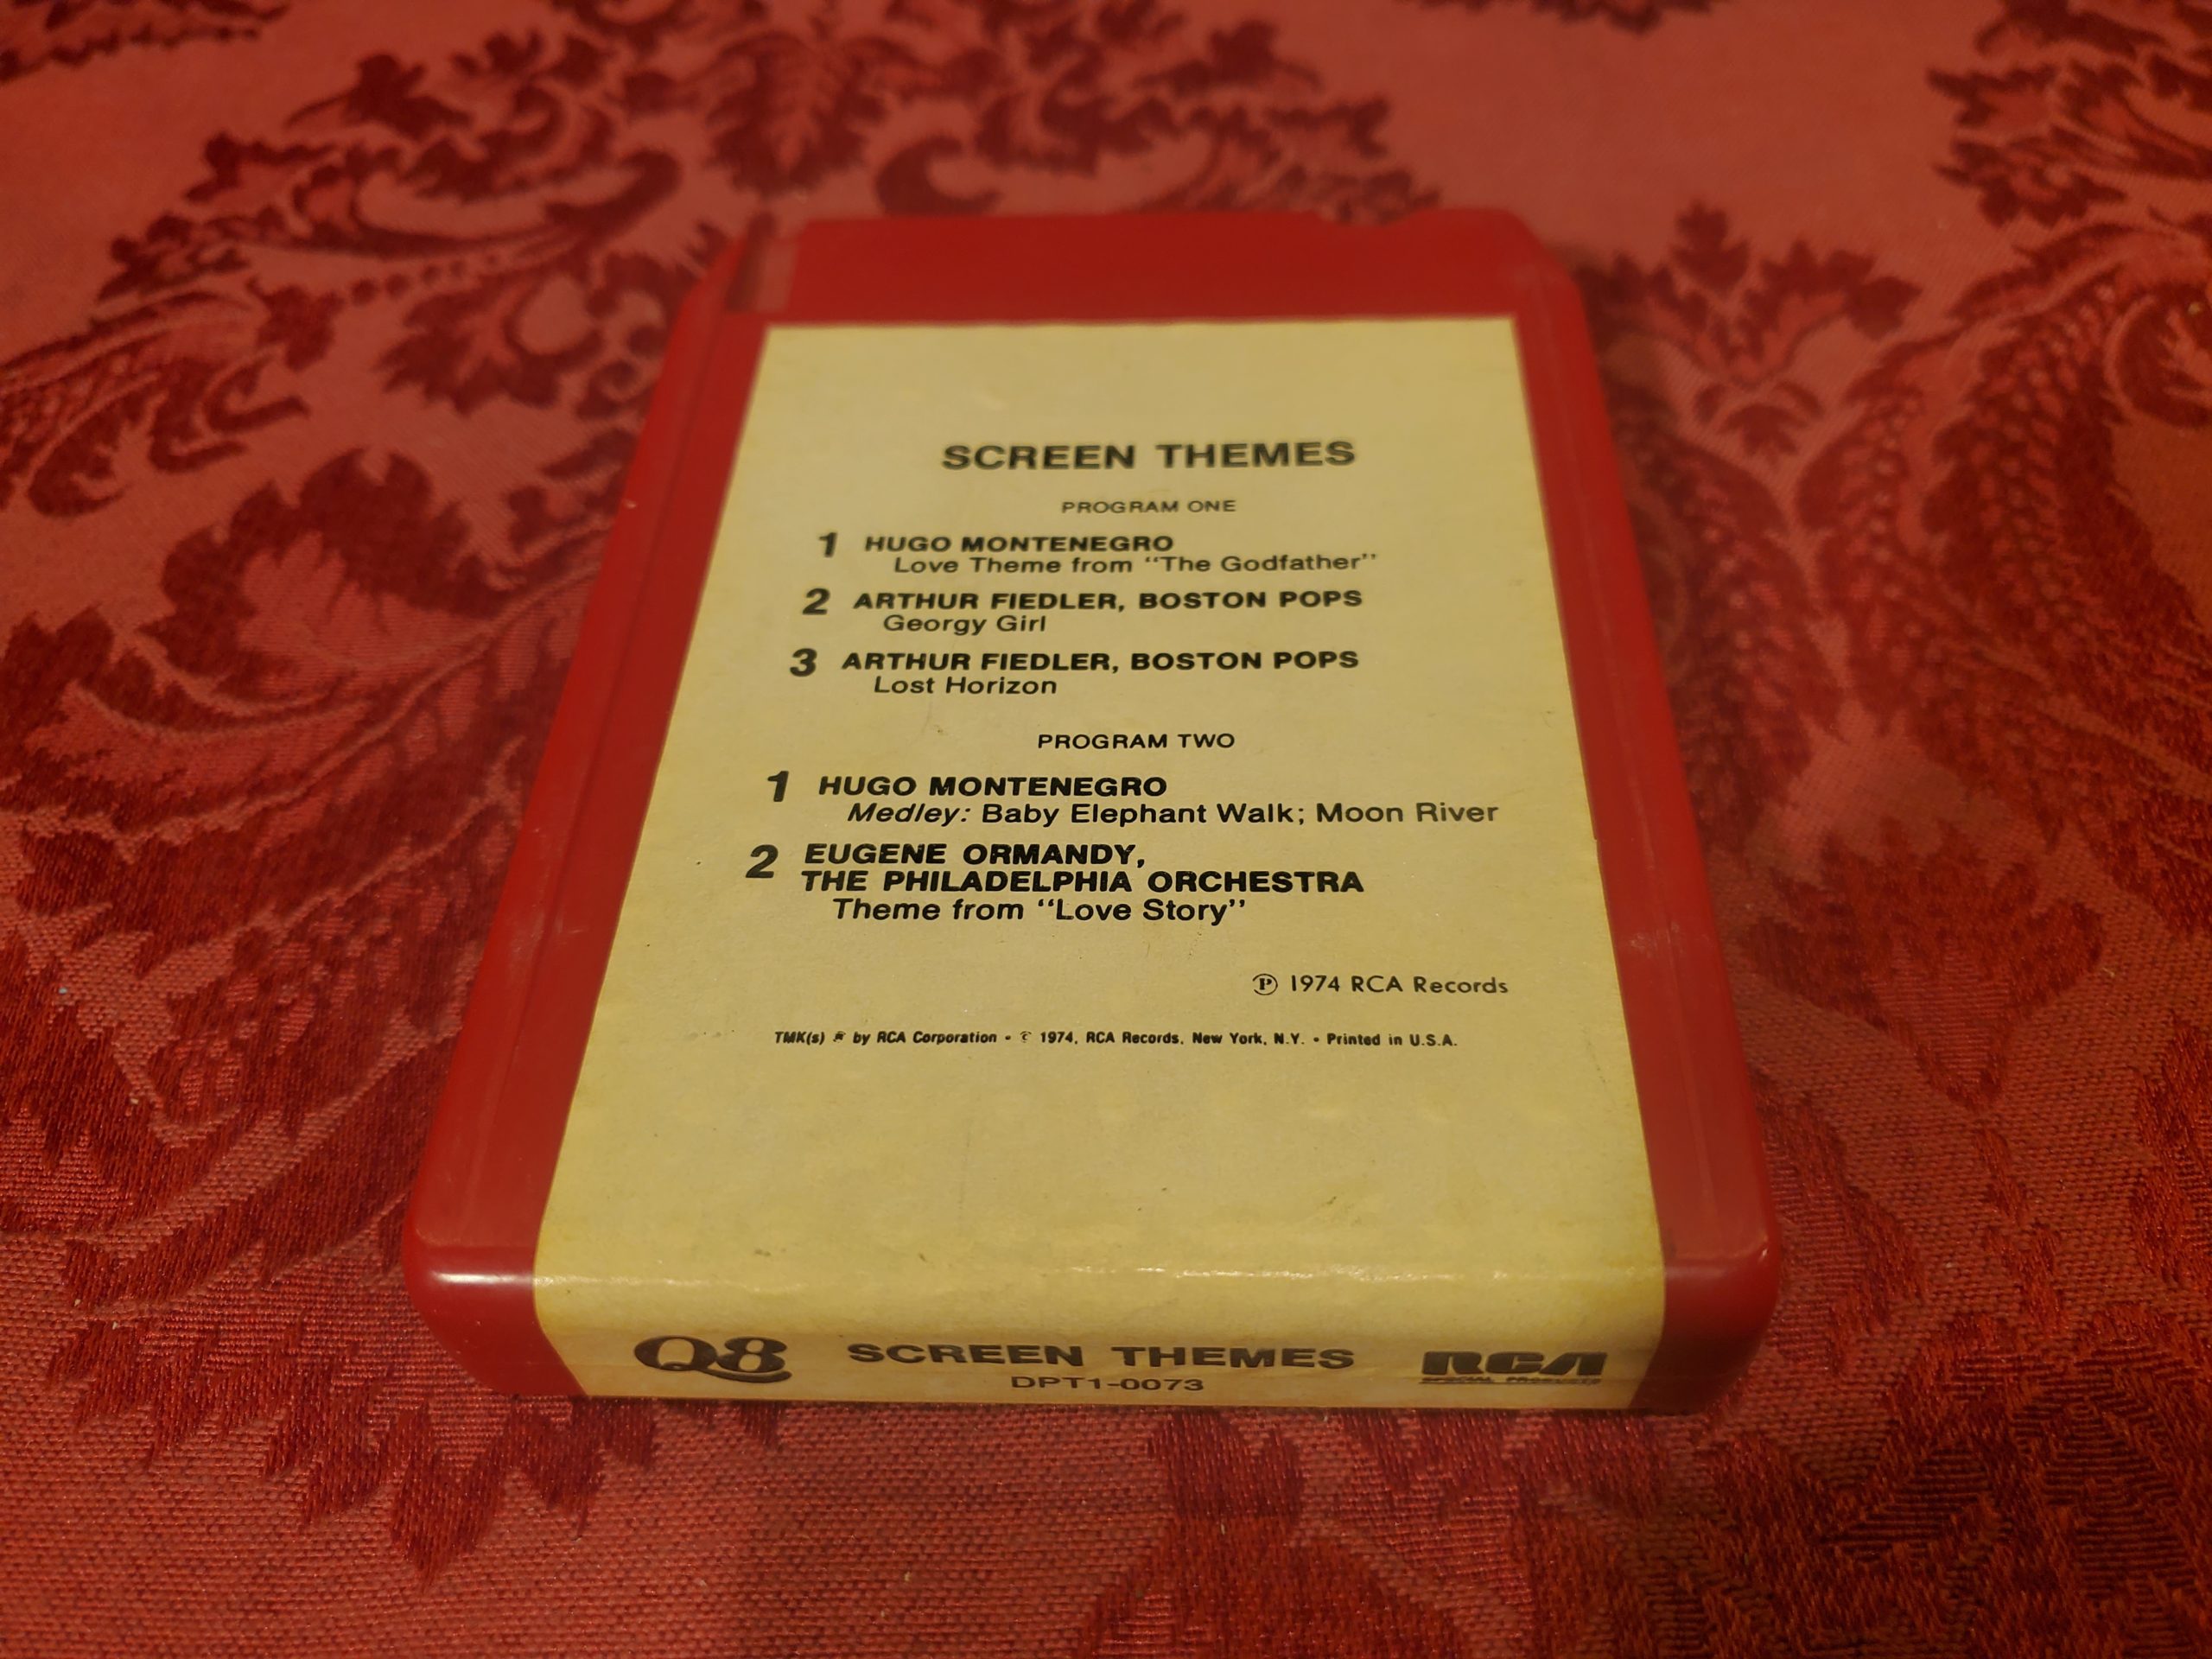 SCREEN THEMES
PROGRAM ONE
1 HUGO MONTENEGRO
Love Theme from “The Godfather”
2 ARTHUR FIEDLER, BOSTON POPS
Georgy Girl
3 ARTHUR FIEDLER, BOSTON POPS
Lost Horizon
PROGRAM TWO
1 HUGO MONTENEGRO
Medley: Baby Elephant Walk; Moon River
2 EUGENE ORMANDY,
THE PHILADELPHIA ORCHESTRA
Theme from “Love Story”
℗ 1974 RCA Records
TMK(s) ® by RCA Corporation • © 1974, RCA Records, New York, N.Y. • Printed in U.S.A.
Q8 SCREEN THEMES RCA
DPT1-0073 SPECIAL PRODUCTS